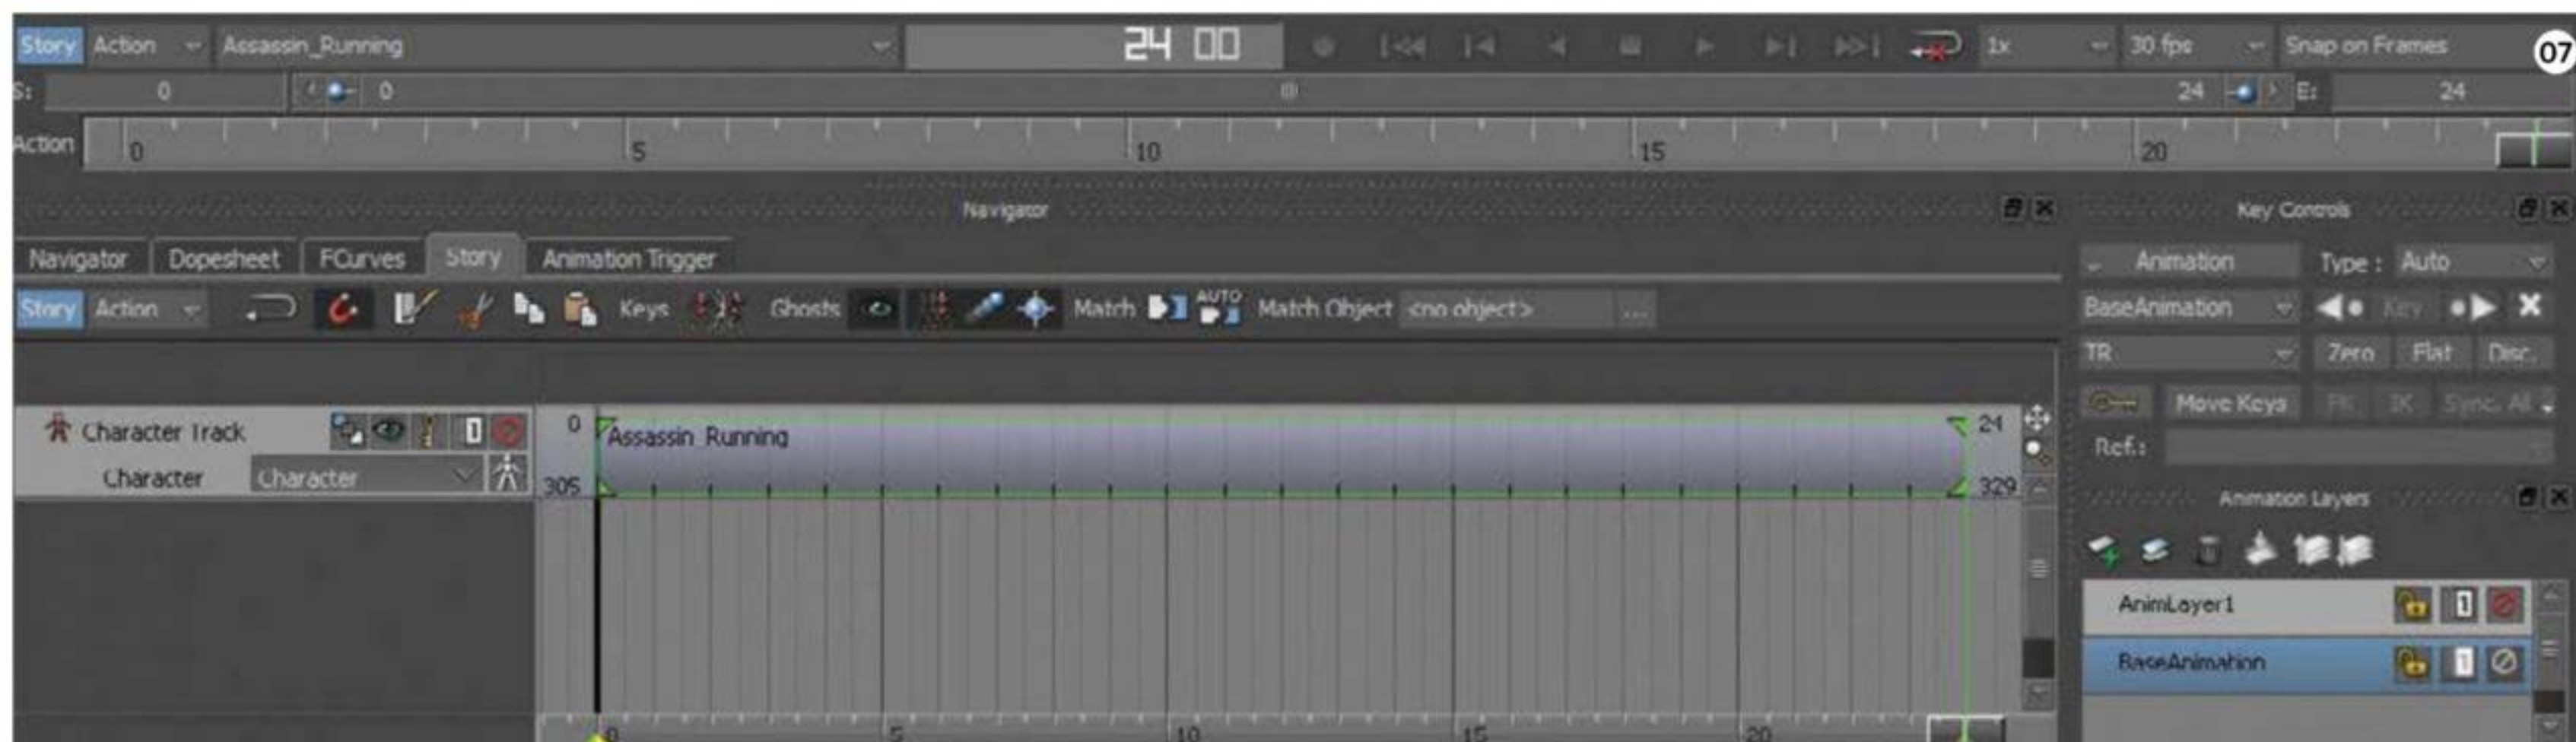 Story Action Assassin_Running 24 00 1x 30 fps Snap on Frames 07
S: 0 0 24 E: 24
Action 0 5 10 15 20
Navigator Key Controls
Navigator Dopesheet FCurves Story Animation Trigger Animation Type : Auto
Story Action Keys Ghosts Match AUTO Match Object <no object> ... BaseAnimation Key
TR Zero Flat Disc.
Move Keys FK IK Sync.
Character Track 0 Assassin_Running 24
Ref.:
Character Character 305 329
Animation Layers
1 AnimLayer1 1
BaseAnimation 1
0 5 10 15 20